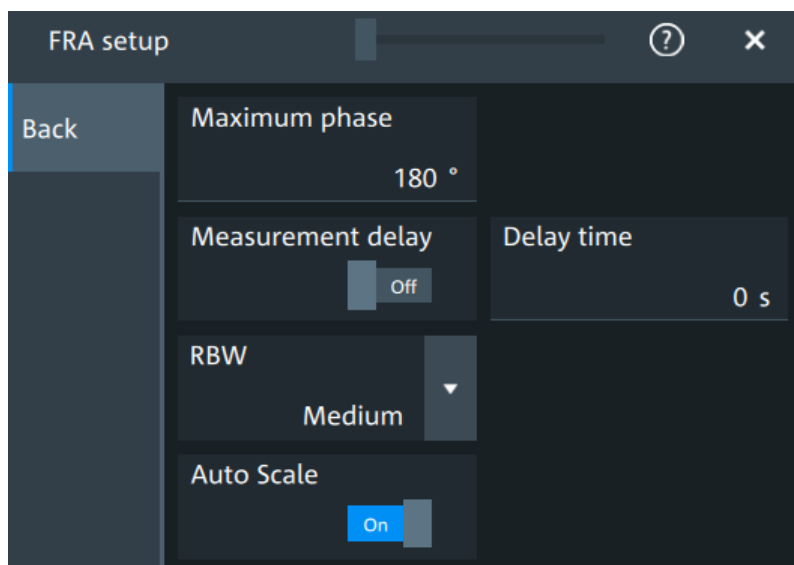 FRA setup
?
Back
Maximum phase
180 °
Measurement delay
Off
Delay time
0 s
RBW
Medium
Auto Scale
On